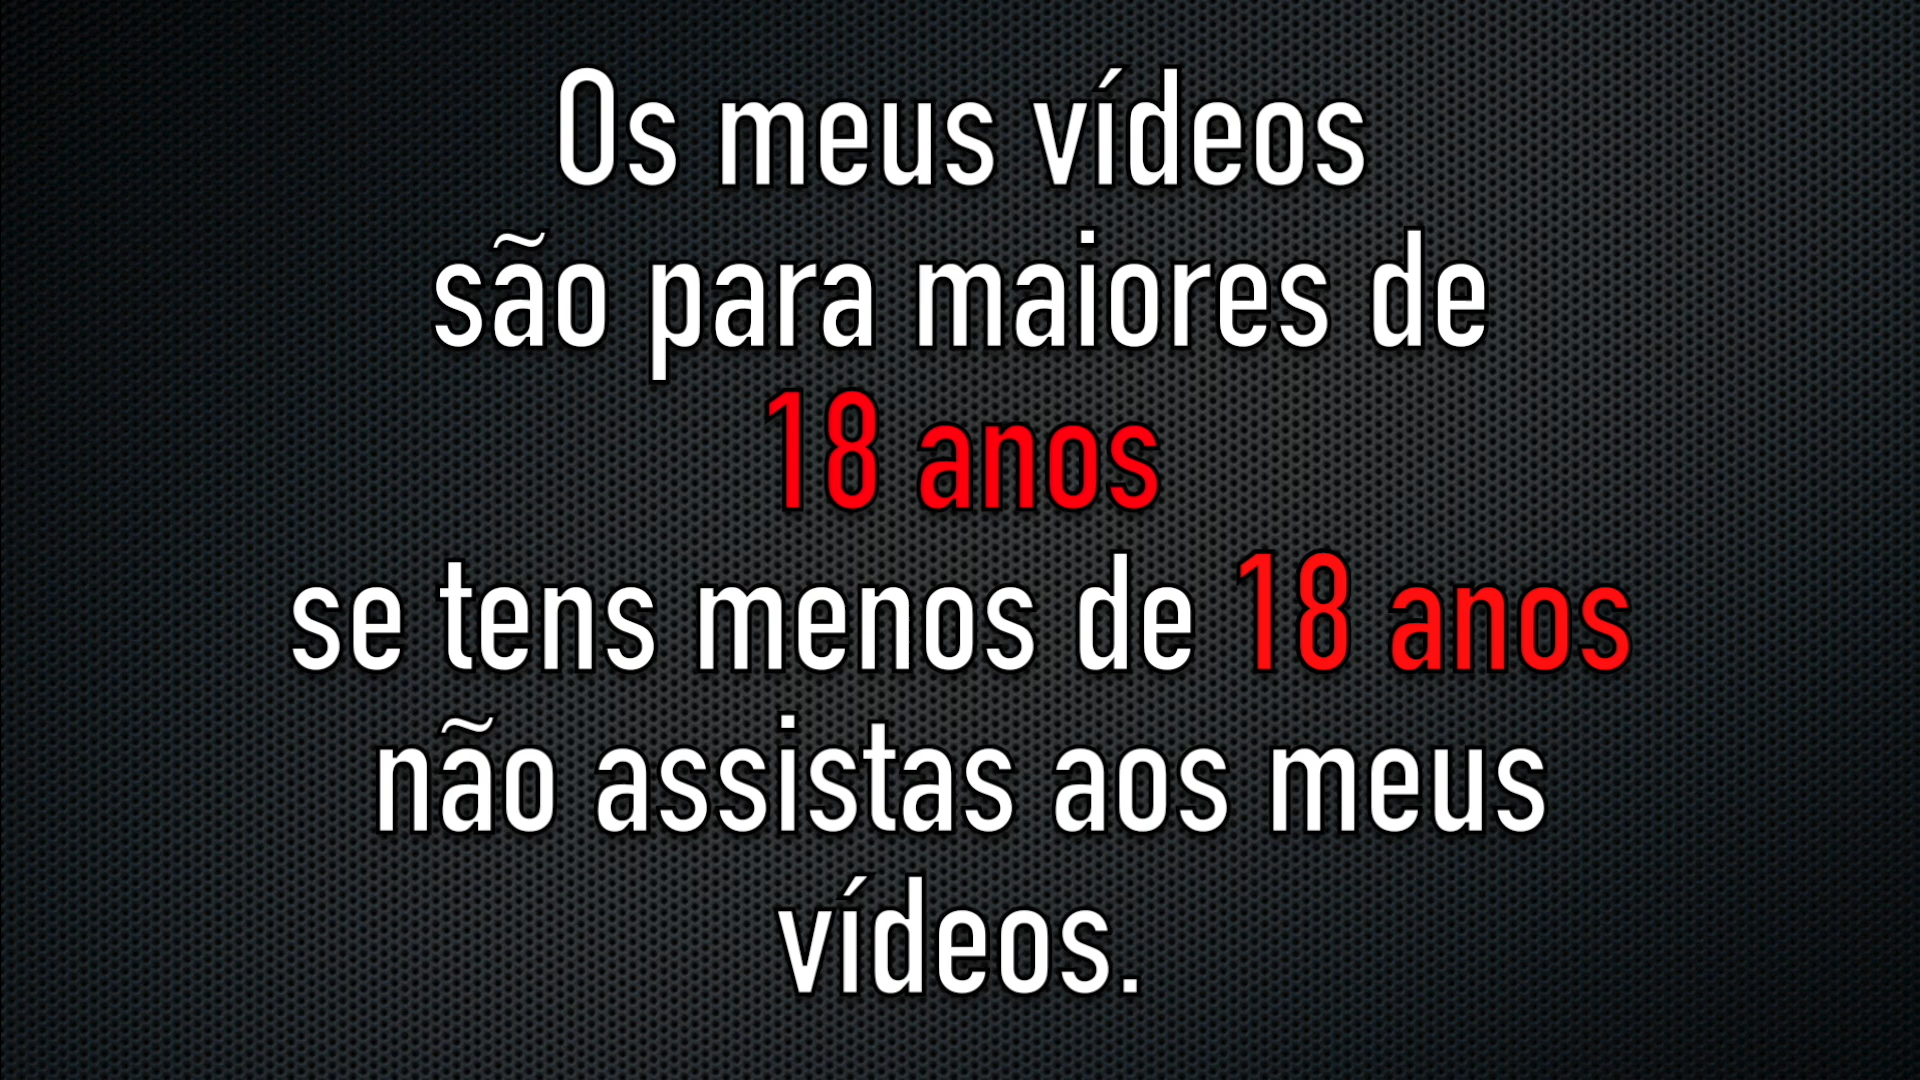 Os meus vídeos
são para maiores de
18 anos
se tens menos de 18 anos
não assistas aos meus
vídeos.